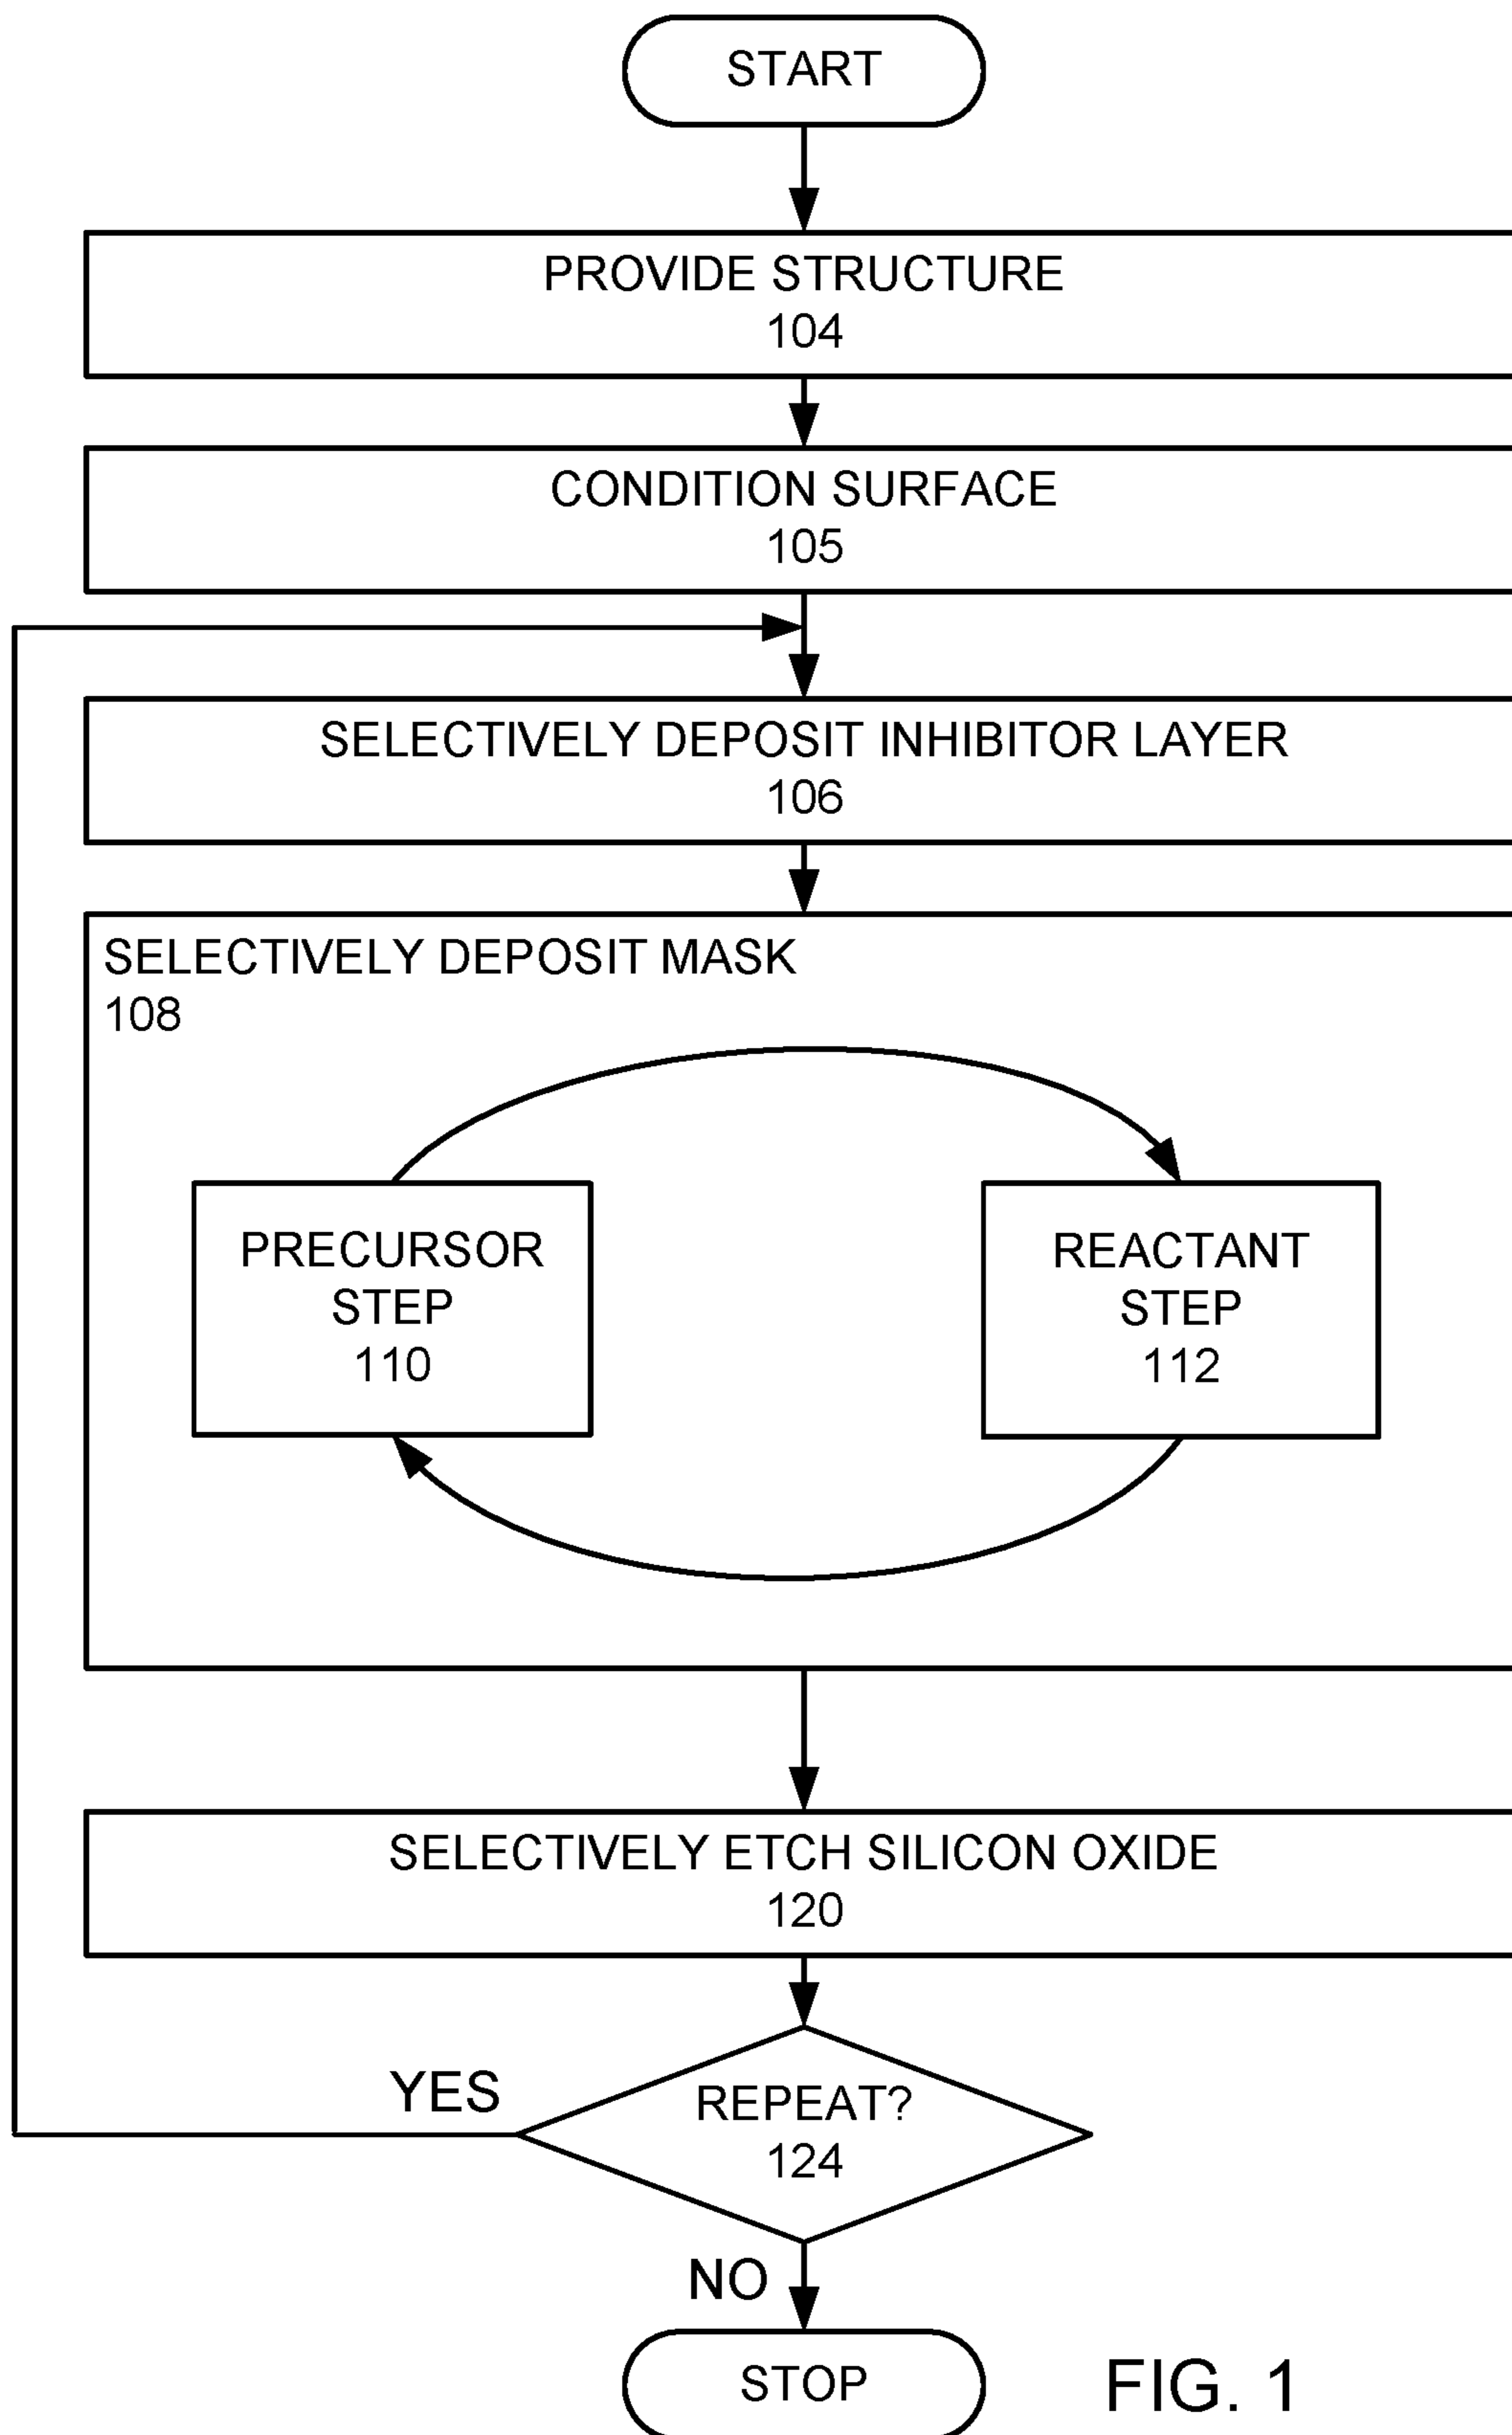 START
PROVIDE STRUCTURE
104
CONDITION SURFACE
105
SELECTIVELY DEPOSIT INHIBITOR LAYER
106
SELECTIVELY DEPOSIT MASK
108
PRECURSOR
STEP
110
REACTANT
STEP
112
SELECTIVELY ETCH SILICON OXIDE
120
REPEAT?
124
YES
NO
STOP
FIG. 1